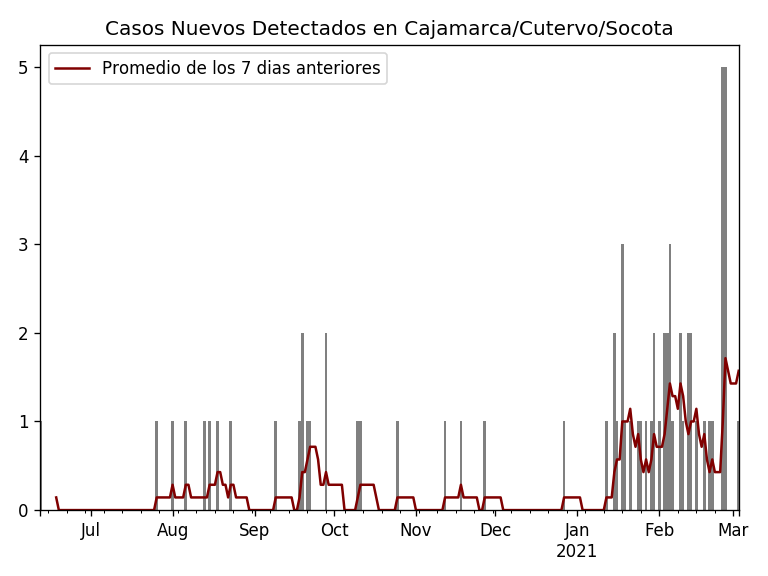 Casos Nuevos Detectados en Cajamarca/Cutervo/Socota
Promedio de los 7 dias anteriores
5
4
3
2
1
0
Jul Aug Sep Oct Nov Dec Jan Feb Mar
2021